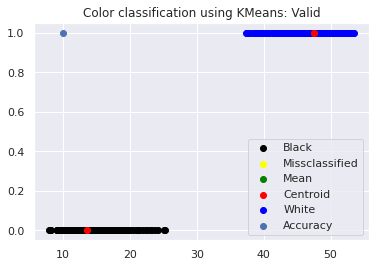 Color classification using KMeans: Valid
1.0
0.8
0.6
0.4
0.2
0.0
Black
Missclassified
Mean
Centroid
White
Accuracy
10 20 30 40 50